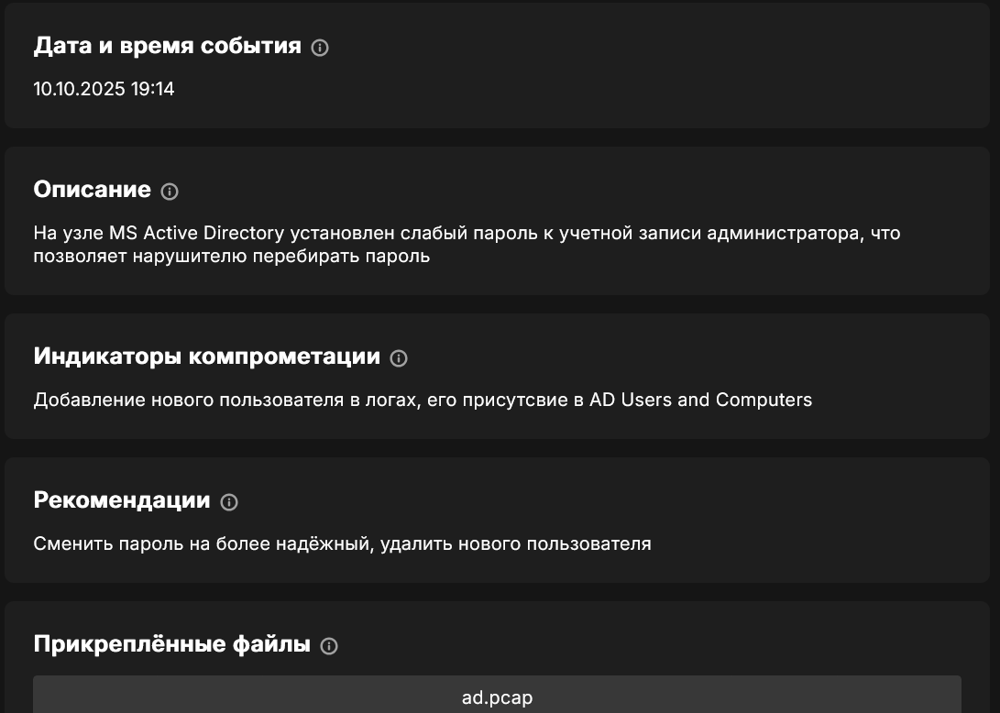 Дата и время события
10.10.2025 19:14
Описание
На узле MS Active Directory установлен слабый пароль к учетной записи администратора, что
позволяет нарушителю перебирать пароль
Индикаторы компрометации
Добавление нового пользователя в логах, его присутсвие в AD Users and Computers
Рекомендации
Сменить пароль на более надёжный, удалить нового пользователя
Прикреплённые файлы
ad.pcap